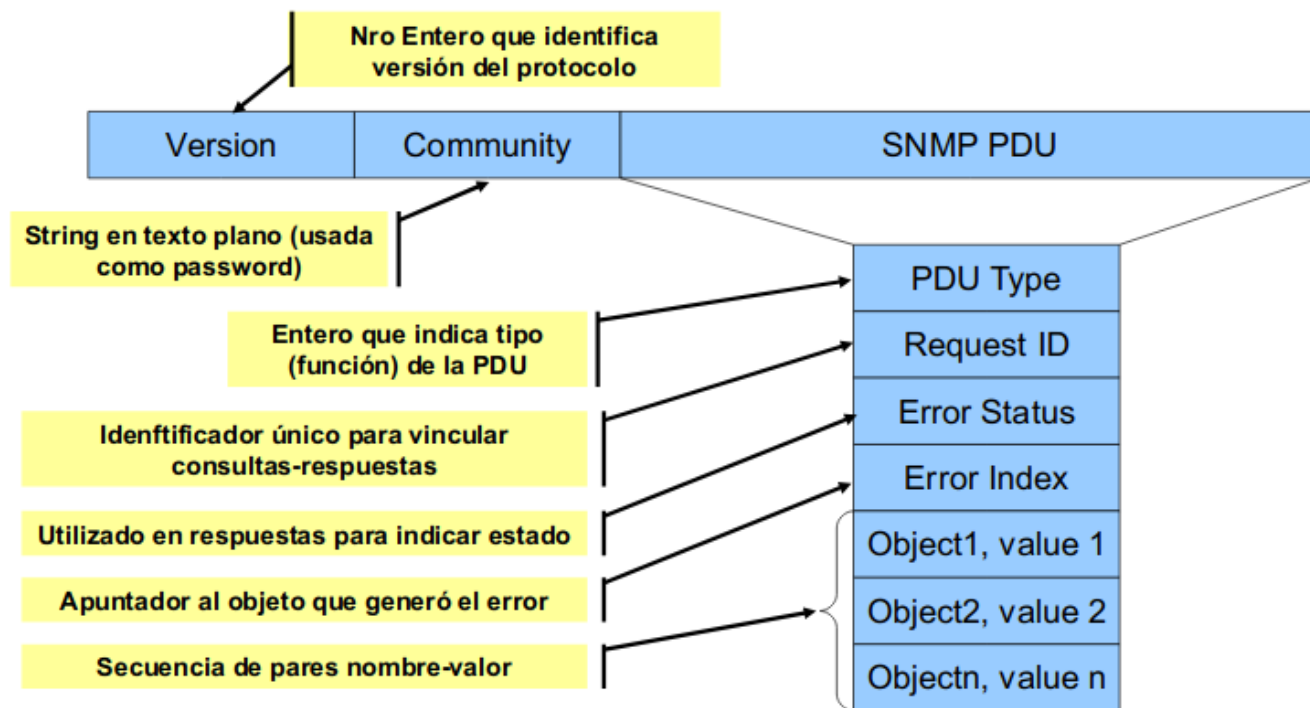 Nro Entero que identifica
versión del protocolo
Version
Community
SNMP PDU
String en texto plano (usada
como password)
PDU Type
Entero que indica tipo
(función) de la PDU
Request ID
Idenftificador único para vincular
consultas-respuestas
Error Status
Utilizado en respuestas para indicar estado
Error Index
Apuntador al objeto que generó el error
Object1, value 1
Object2, value 2
Objectn, value n
Secuencia de pares nombre-valor